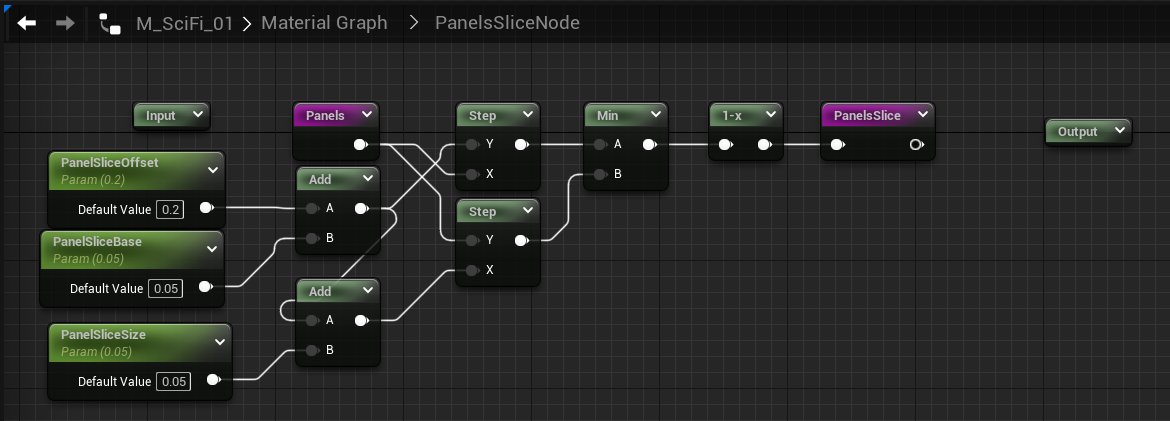 M_SciFi_01 > Material Graph > PanelsSliceNode
Input
Panels
Step
Y
X
Min
A
B
1-x
PanelsSlice
Output
PanelSliceOffset
Param (0.2)
Default Value 0.2
Add
A
B
Step
Y
X
PanelSliceBase
Param (0.05)
Default Value 0.05
Add
A
B
PanelSliceSize
Param (0.05)
Default Value 0.05